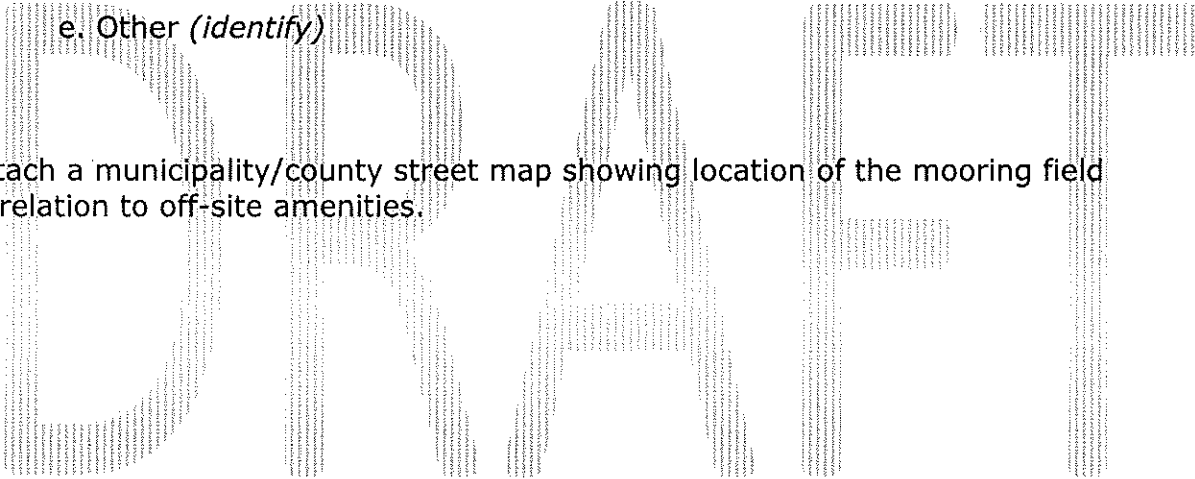 e. Other (identify)
tach a municipality/county street map showing location of the mooring field
relation to off-site amenities.
DRAFT